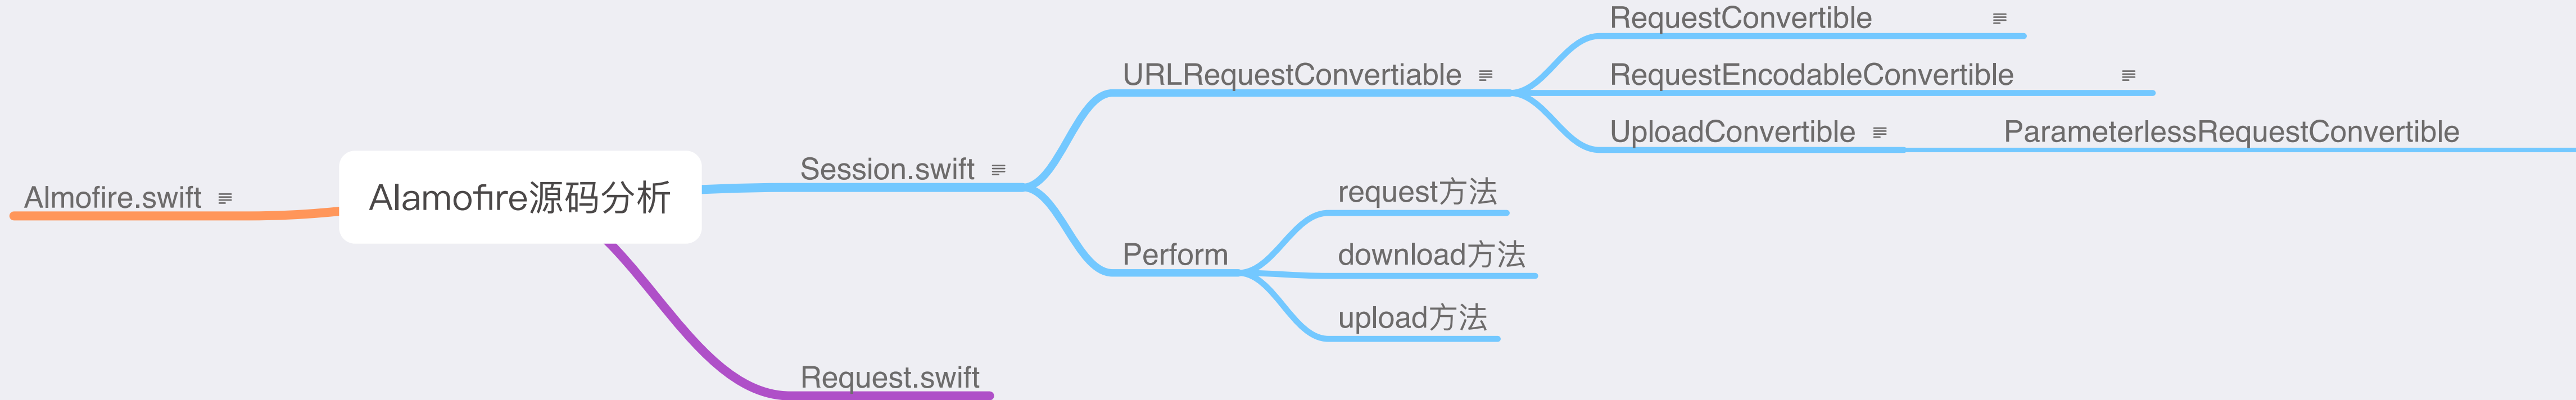 Almofire.swift
Alamofire源码分析
Session.swift
URLRequestConvertiable
RequestConvertible
RequestEncodableConvertible
UploadConvertible
ParameterlessRequestConvertible
Perform
request方法
download方法
upload方法
Request.swift